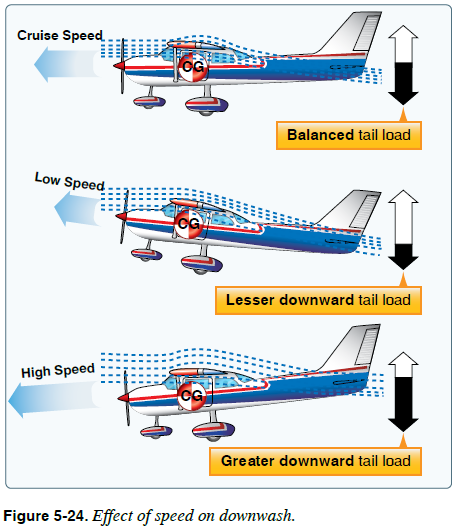 Cruise Speed
CG
Balanced tail load
Low Speed
CG
Lesser downward tail load
High Speed
CG
Greater downward tail load
Figure 5-24. Effect of speed on downwash.